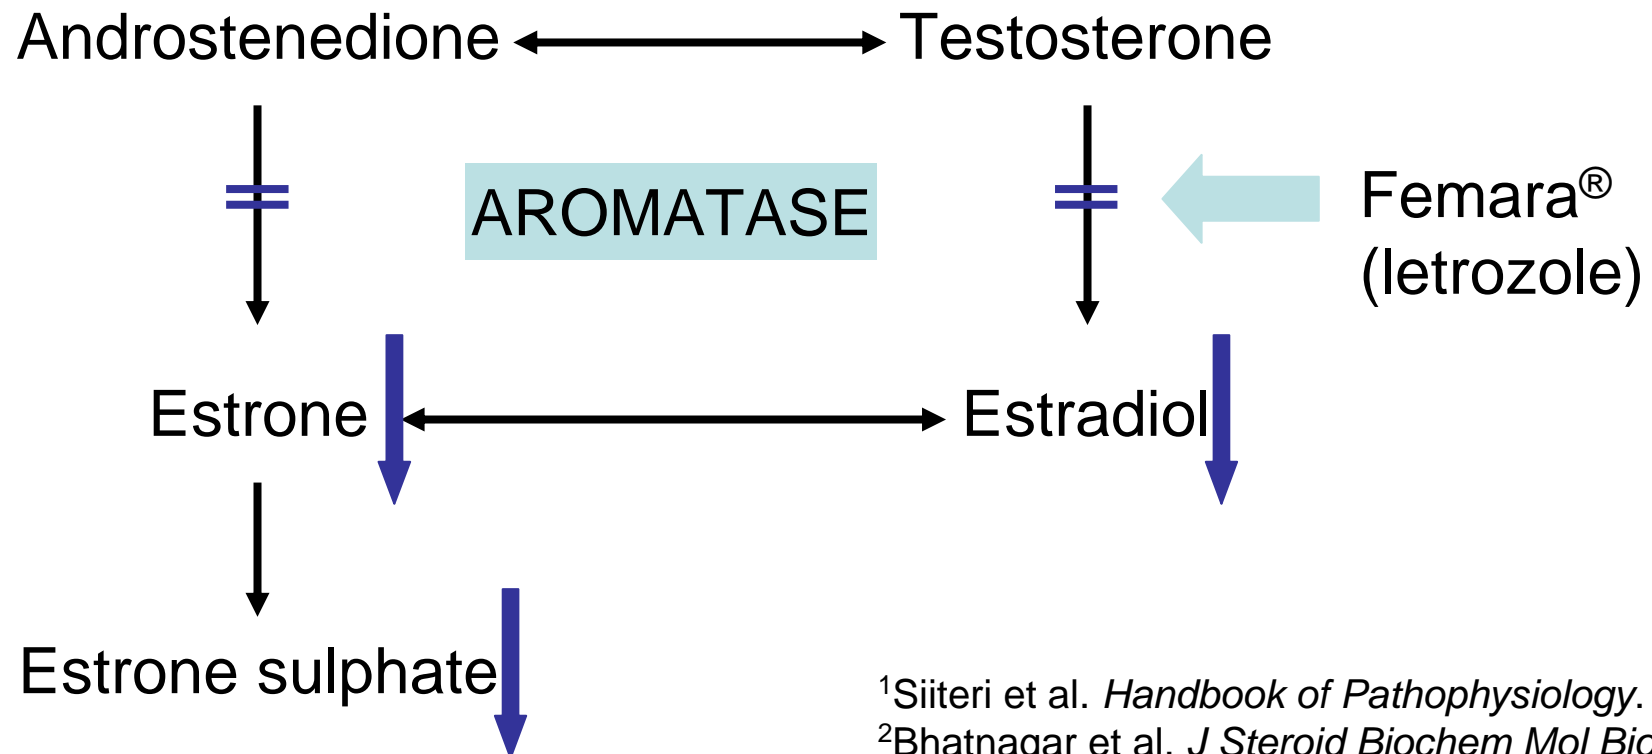 Androstenedione Testosterone
AROMATASE
Femara®
(letrozole)
Estrone Estradiol
Estrone sulphate
¹Siiteri et al. Handbook of Pathophysiology.
²Bhatnagar et al. J Steroid Biochem Mol